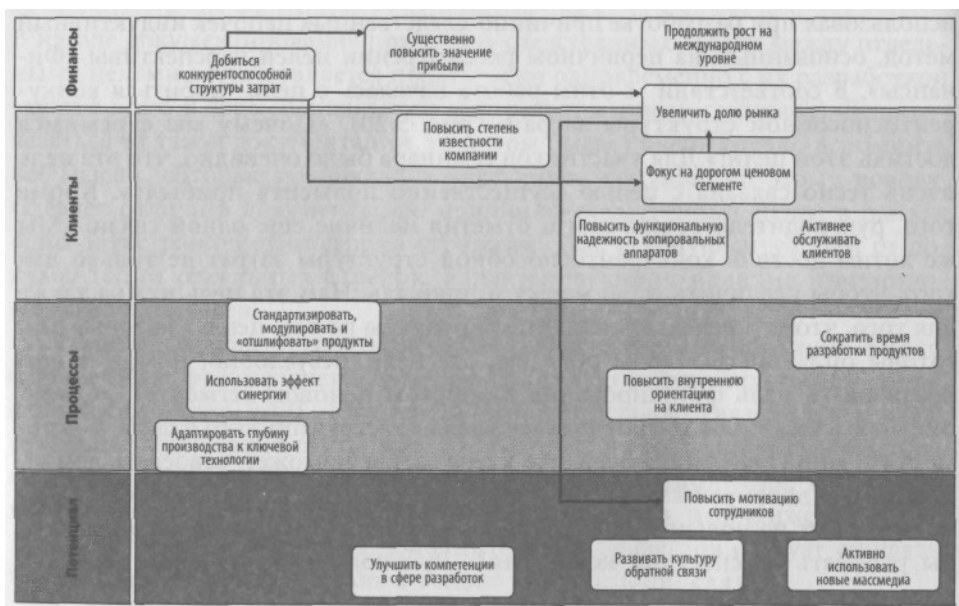 Финансы
Добиться
конкурентоспособной
структуры затрат
Существенно
повысить значение
прибыли
Продолжить рост на
международном
уровне
Клиенты
Увеличить долю рынка
Повысить степень
известности
компании
Фокус на дорогом ценовом
сегменте
Повысить функциональную
надежность копировальных
аппаратов
Активнее
обслуживать
клиентов
Процессы
Стандартизировать,
модулировать и
«отшлифовать» продукты
Сократить время
разработки продуктов
Использовать эффект
синергии
Повысить внутреннюю
ориентацию
на клиента
Адаптировать глубину
производства к ключевой
технологии
Потенциал
Повысить мотивацию
сотрудников
Улучшить компетенции
в сфере разработок
Развивать культуру
обратной связи
Активно
использовать
новые массмедиа